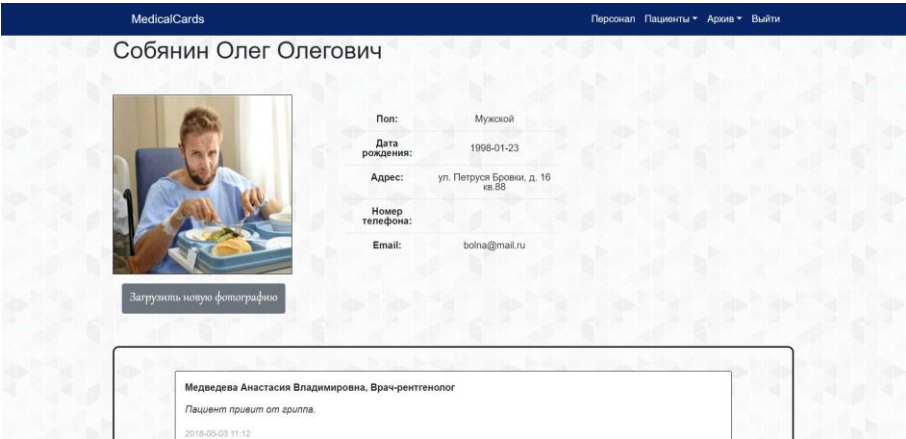 MedicalCards Персонал Пациенты Архив Выйти
Собянин Олег Олегович
Пол: Мужской
Дата рождения: 1998-01-23
Адрес: ул. Петруся Бровки, д. 16 кв.88
Номер телефона:
Email: bolna@mail.ru
Загрузить новую фотографию
Медведева Анастасия Владимировна, Врач-рентгенолог
Пациент привит от гриппа.
2018-05-03 11:12